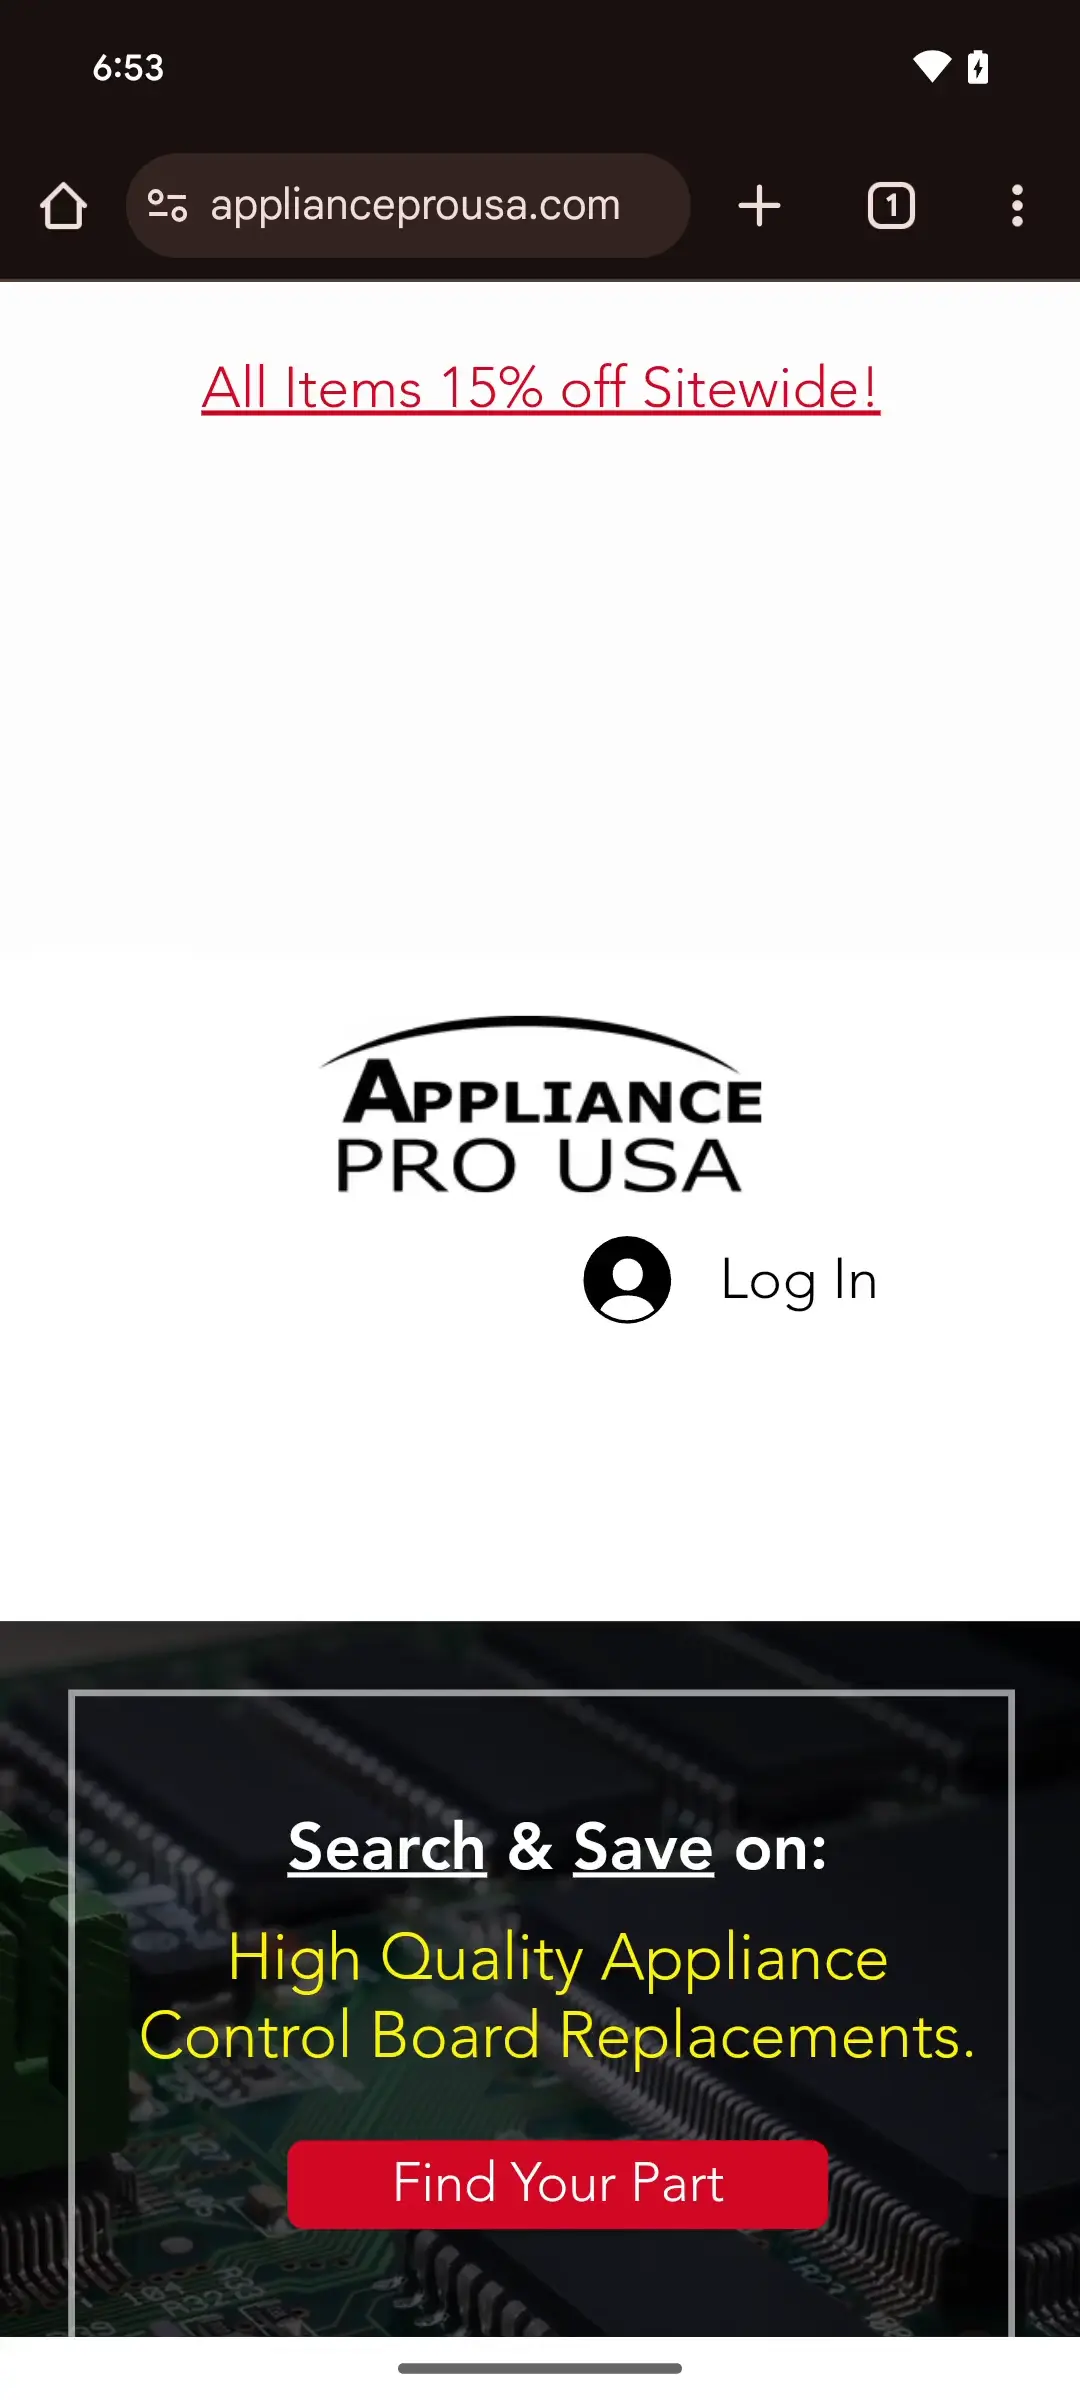 6:53
applianceprousa.com
1
All Items 15% off Sitewide!
APPLIANCE
PRO USA
Log In
Search & Save on:
High Quality Appliance
Control Board Replacements.
Find Your Part